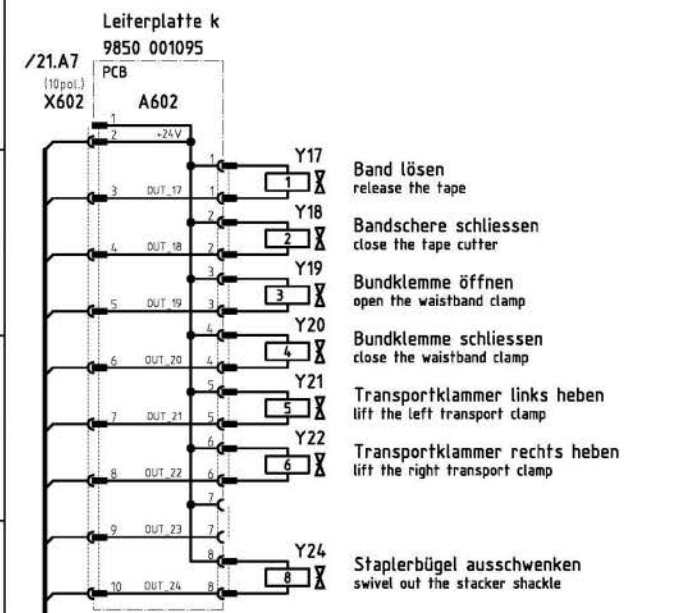 Leiterplatte k
9850 001095
/21.A7
PCB
(10pol.)
X602
A602
1
2 +24V
1
Y17
1
Band lösen
release the tape
3 OUT_17 1
2
Y18
2
Bandschere schliessen
close the tape cutter
4 OUT_18 2
3
Y19
3
Bundklemme öffnen
open the waistband clamp
5 OUT_19 3
4
Y20
4
Bundklemme schliessen
close the waistband clamp
6 OUT_20 4
5
Y21
5
Transportklammer links heben
lift the left transport clamp
7 OUT_21 5
6
Y22
6
Transportklammer rechts heben
lift the right transport clamp
8 OUT_22 6
7
9 OUT_23 7
8
Y24
8
Staplerbügel ausschwenken
swivel out the stacker shackle
10 OUT_24 8